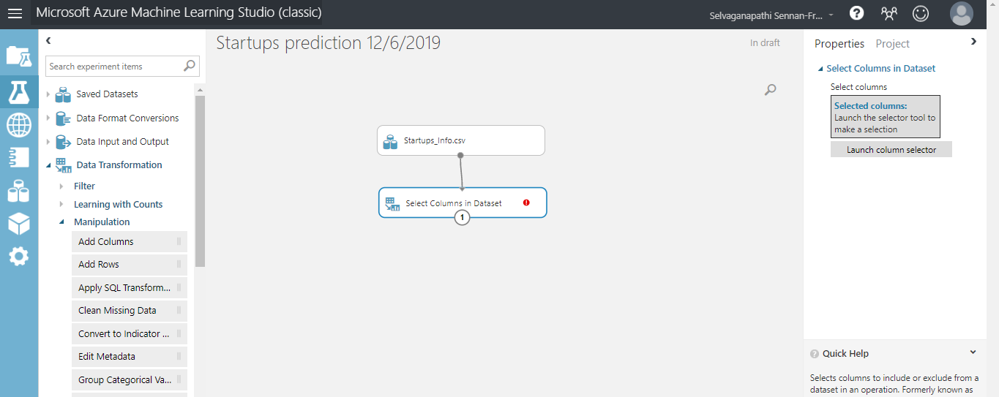 Microsoft Azure Machine Learning Studio (classic)
Selvaganapathi Sennan-Fr...
?
Search experiment items
Saved Datasets
Data Format Conversions
Data Input and Output
Data Transformation
Filter
Learning with Counts
Manipulation
Add Columns
Add Rows
Apply SQL Transform...
Clean Missing Data
Convert to Indicator ...
Edit Metadata
Group Categorical Va...
Startups prediction 12/6/2019
In draft
Startups_Info.csv
Select Columns in Dataset
!
1
Properties Project
Select Columns in Dataset
Select columns
Selected columns:
Launch the selector tool to
make a selection
Launch column selector
? Quick Help
Selects columns to include or exclude from a
dataset in an operation. Formerly known as